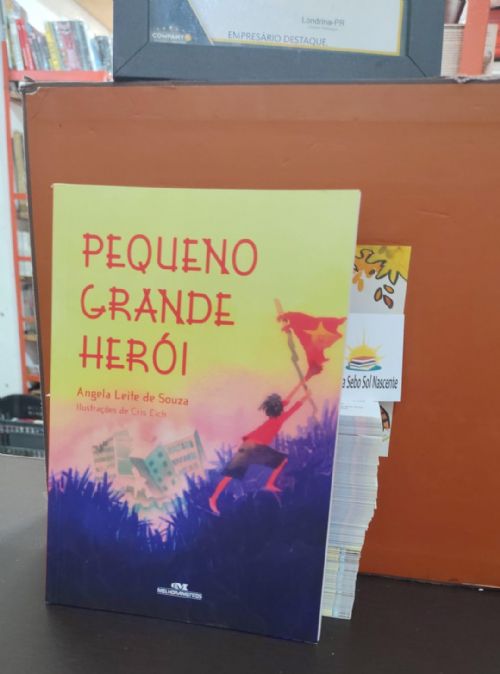 COMPANY
Londrina-PR
EMPRESÁRIO DESTAQUE
PEQUENO
GRANDE
HERÓI
Angela Leite de Souza
Ilustrações de Cris Eich
MELHORAMENTOS
a Sebo Sol Nascente